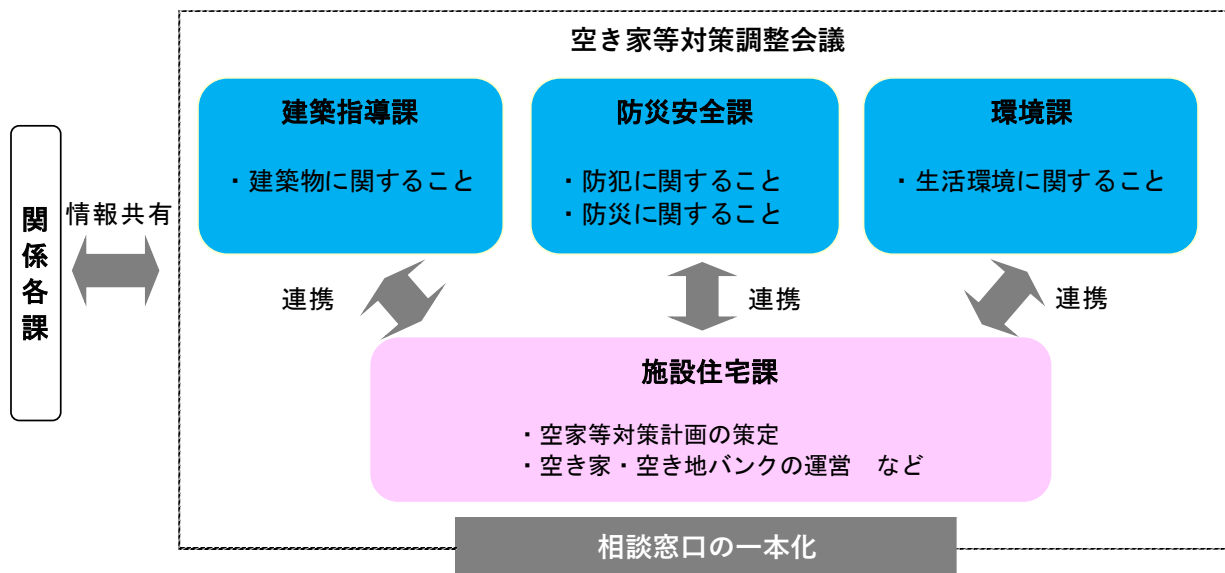 空き家等対策調整会議
建築指導課
・建築物に関すること
防災安全課
・防犯に関すること
・防災に関すること
環境課
・生活環境に関すること
関係各課
情報共有
連携
連携
連携
施設住宅課
・空家等対策計画の策定
・空き家・空き地バンクの運営　など
相談窓口の一本化